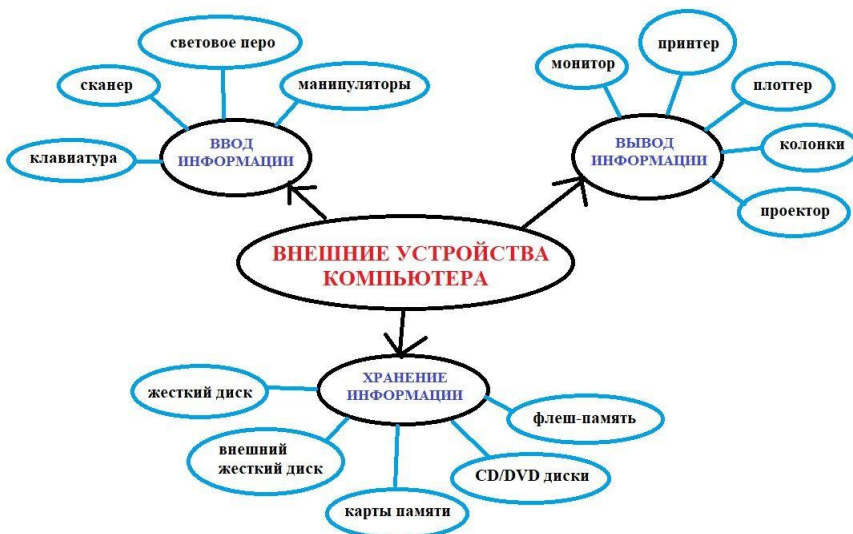 световое перо
сканер
манипуляторы
клавиатура
ВВОД
ИНФОРМАЦИИ
принтер
монитор
плоттер
колонки
проектор
ВЫВОД
ИНФОРМАЦИИ
ВНЕШНИЕ УСТРОЙСТВА
КОМПЬЮТЕРА
ХРАНЕНИЕ
ИНФОРМАЦИИ
жесткий диск
внешний
жесткий диск
карты памяти
CD/DVD диски
флеш-память